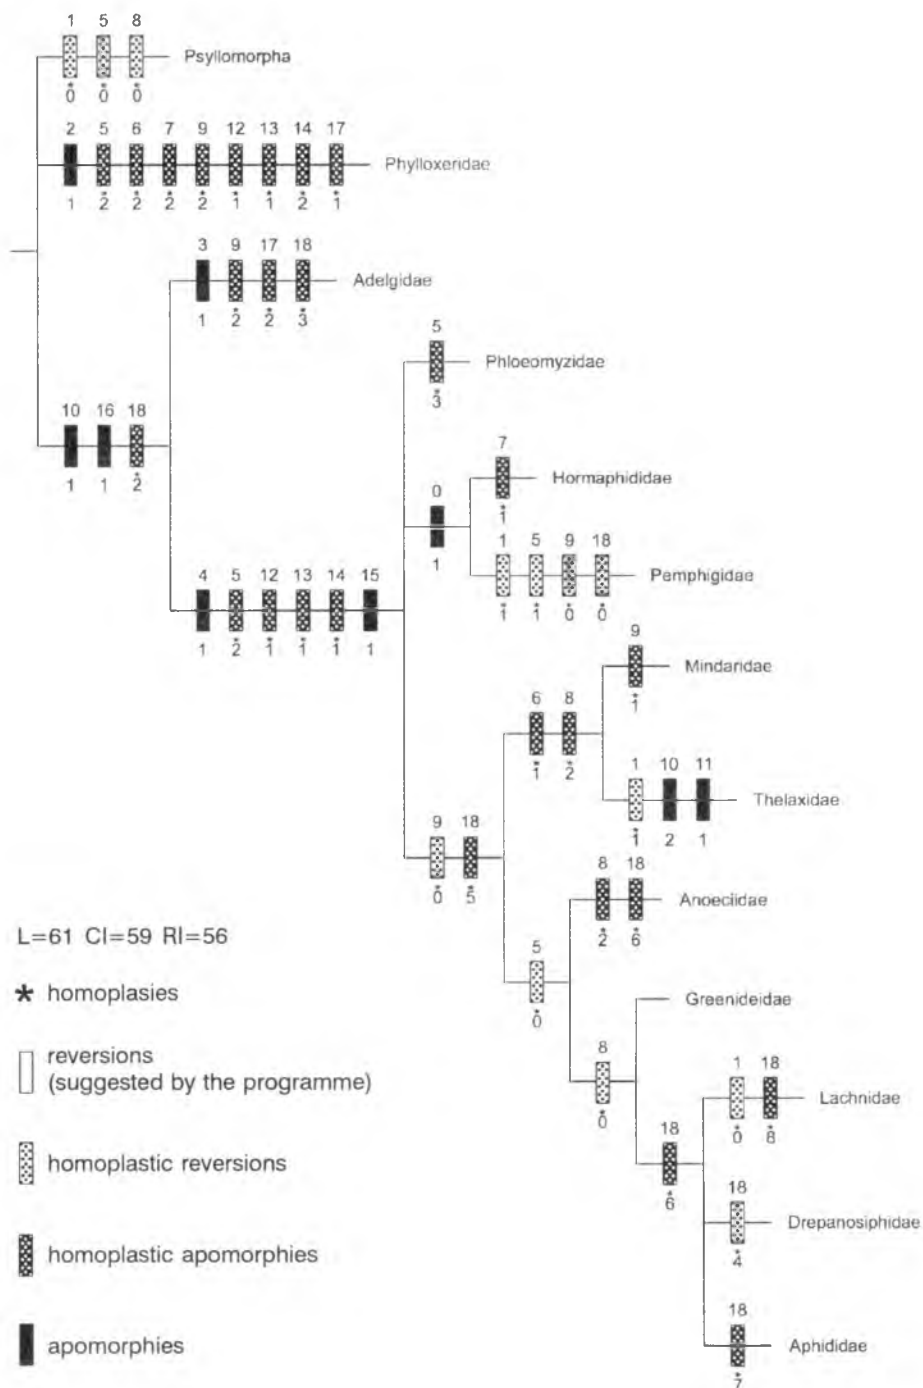 1 5 8
Psyllomorpha
* * *
0 0 0
2 5 6 7 9 12 13 14 17
Phylloxeridae
* * * * * * * *
1 2 2 2 2 1 1 2 1
3 9 17 18
Adelgidae
* * *
1 2 2 3
5
Phloeomyzidae
*
3
10 16 18
*
1 1 2
7
Hormaphididae
*
1
0
1
1 5 9 18
Pemphigidae
* * * *
1 1 0 0
4 5 12 13 14 15
* * * *
1 2 1 1 1 1
9
Mindaridae
*
1
6 8
* *
1 2
1 10 11
Thelaxidae
*
1 2 1
9 18
* *
0 5
8 18
Anoeciidae
* *
2 6
5
*
0
Greenideidae
8
*
0
1 18
Lachnidae
* *
0 8
18
*
6
18
Drepanosiphidae
*
4
18
Aphididae
*
7
L=61 CI=59 RI=56
* homoplasies
reversions
(suggested by the programme)
homoplastic reversions
homoplastic apomorphies
apomorphies